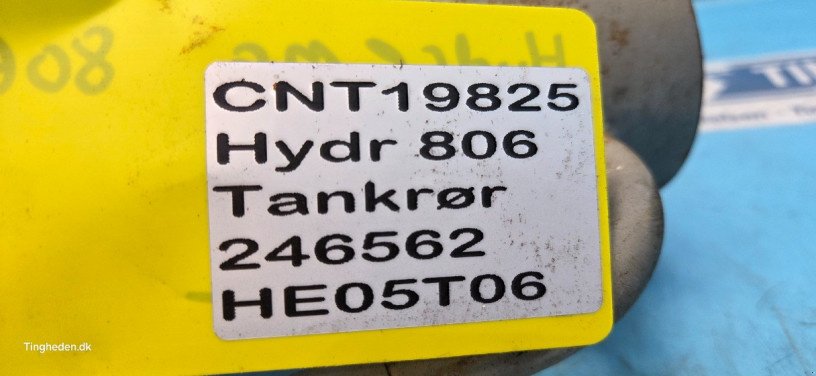 CNT19825
Hydr 806
Tankrør
246562
HE05T06
Tingheden.dk